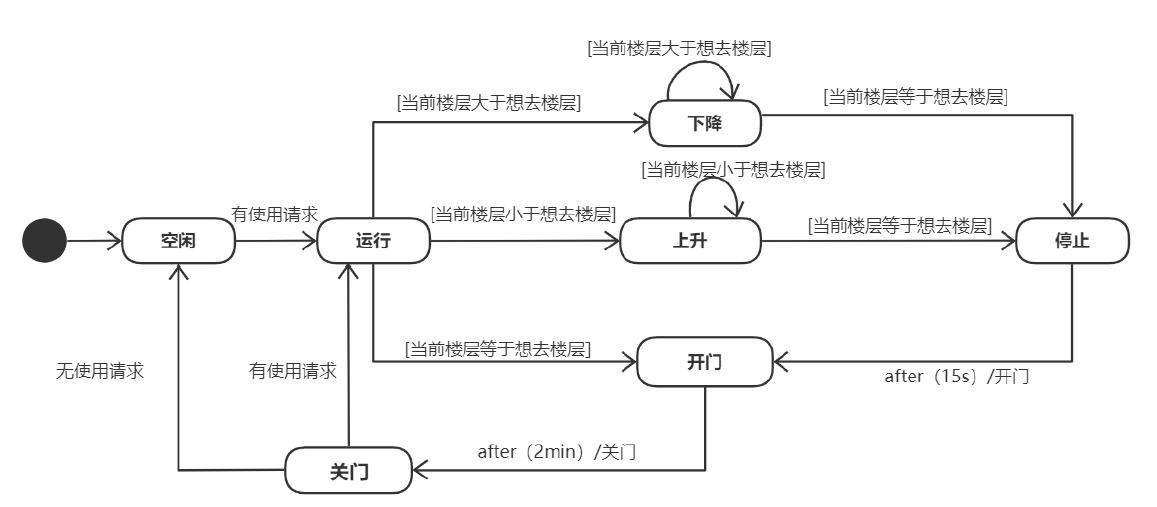 [当前楼层大于想去楼层]
[当前楼层大于想去楼层]
[当前楼层等于想去楼层]
下降
[当前楼层小于想去楼层]
有使用请求
[当前楼层小于想去楼层]
[当前楼层等于想去楼层]
空闲
运行
上升
停止
[当前楼层等于想去楼层]
开门
无使用请求
有使用请求
after（15s）/开门
after（2min）/关门
关门